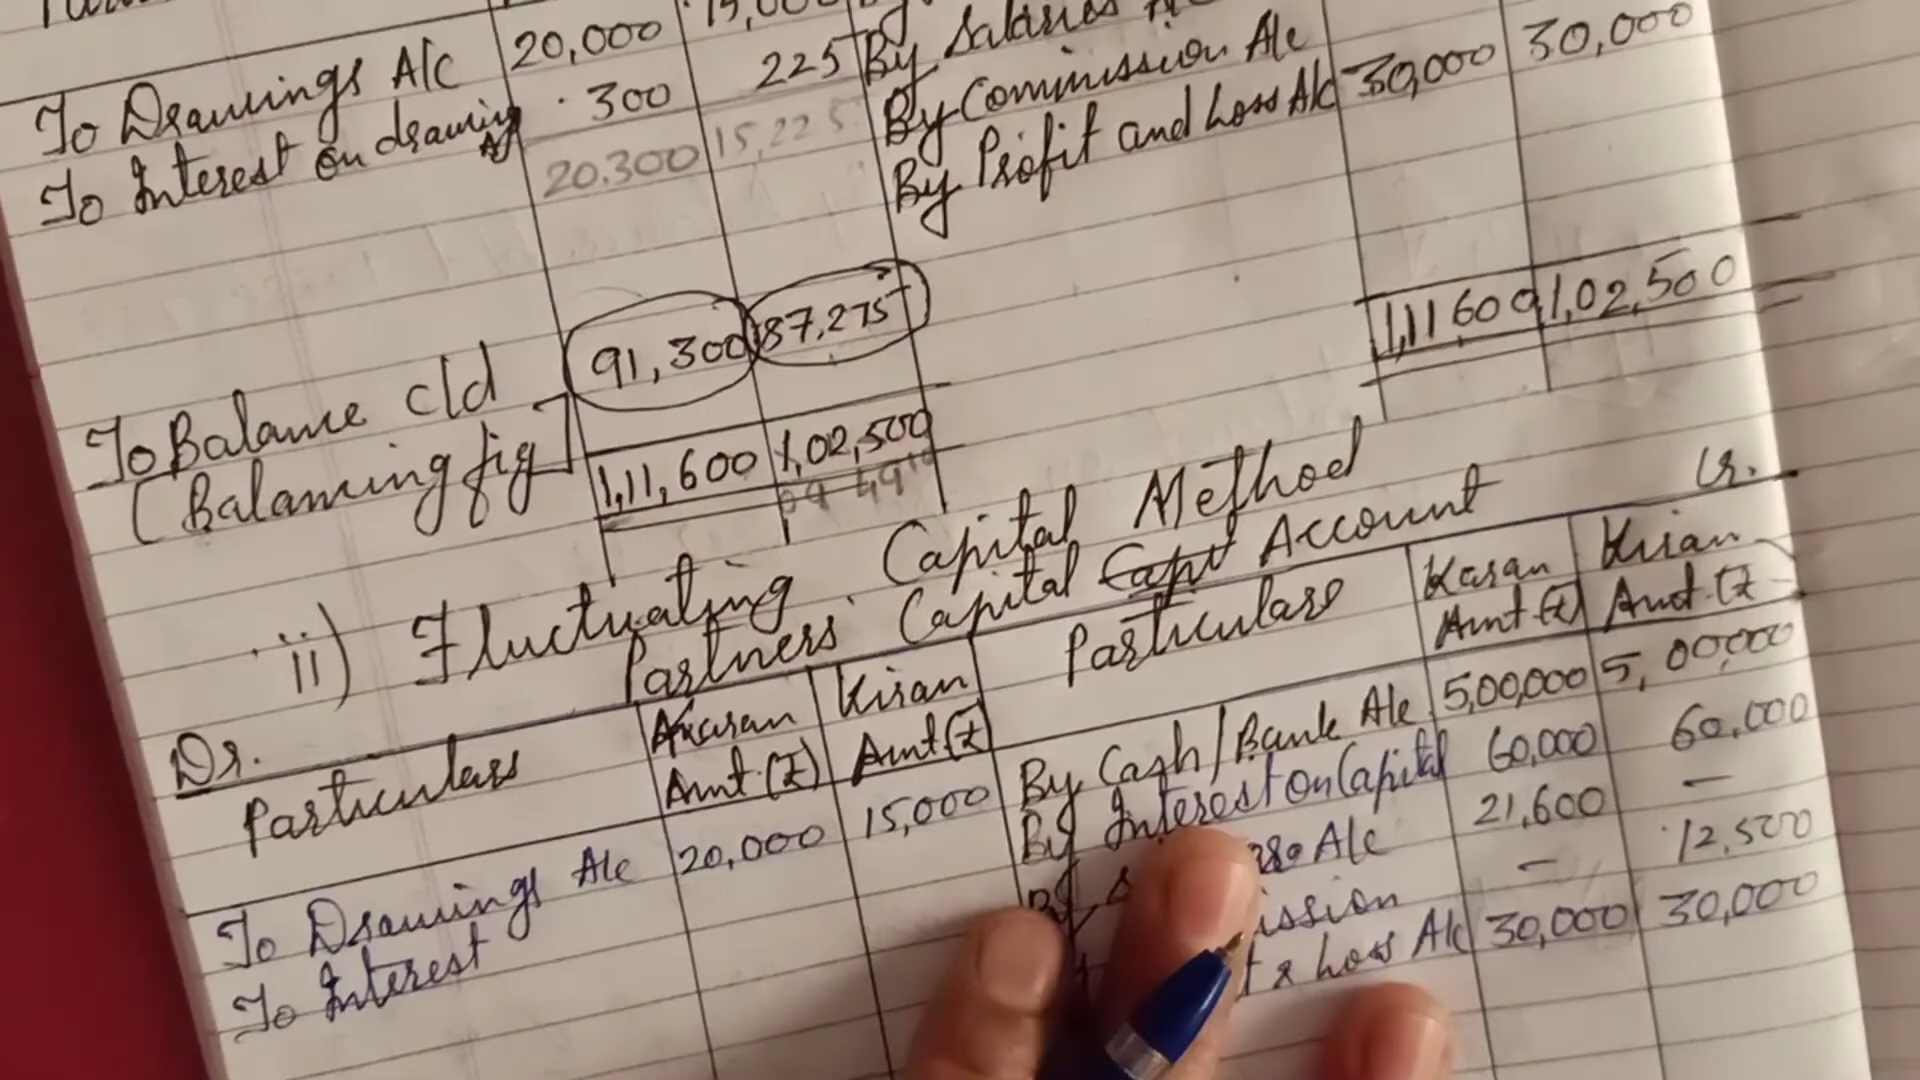 To Drawings A/c 20,000 15,000 By Salaries A/c
To Interest on drawing 300 225 By Commission A/c
20,300 15,225 By Profit and Loss A/c 30,000 30,000
To Balance c/d 91,300 87,275 1,11,600 1,02,500
[Balancing fig] 1,11,600 1,02,500
ii) Fluctuating Capital Method
Partners' Capital Account
Dr. Cr.
Particulars Karan Amt.(₹) Kiran Amt.(₹) Particulars Karan Amt(₹) Kiran Amt.(₹
To Drawings A/c 20,000 15,000 By Cash/Bank A/c 5,00,000 5,00,000
To Interest By Interest On Capital 60,000 60,000
By A/c 21,600 —
ission — 12,500
t & Loss A/c 30,000 30,000